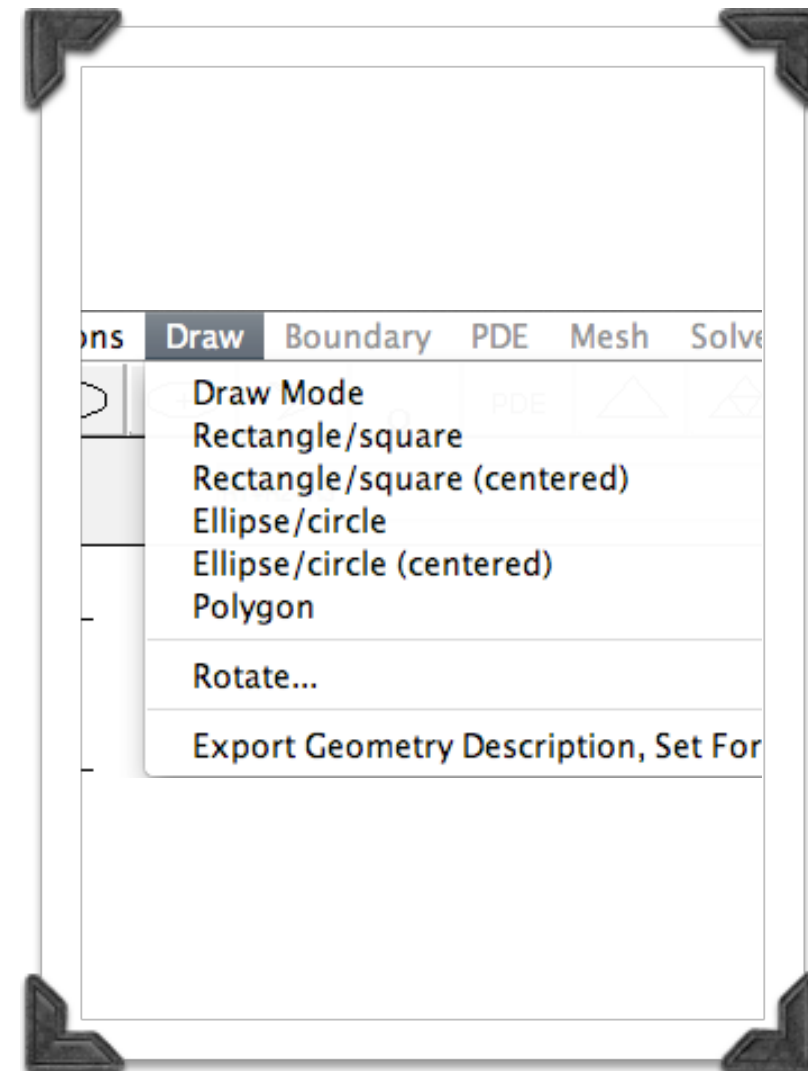 ons Draw Boundary PDE Mesh Solve
PDE
Draw Mode
Rectangle/square
Rectangle/square (centered)
Ellipse/circle
Ellipse/circle (centered)
Polygon
Rotate...
Export Geometry Description, Set For